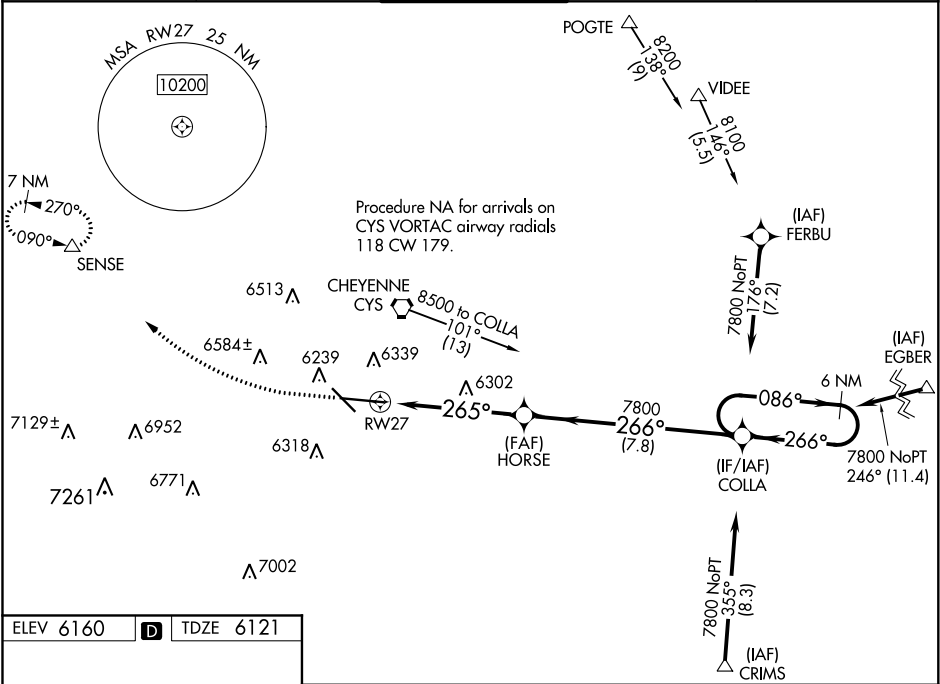 MSA RW27 25 NM
10200
POGTE
8200
138°
(9)
VIDEE
8100
146°
(5.5)
7 NM
270°
090°
SENSE
Procedure NA for arrivals on
CYS VORTAC airway radials
118 CW 179.
(IAF)
FERBU
7800 NoPT
176°
(7.2)
CHEYENNE
CYS
8500 to COLLA
101°
(13)
6513
6584±
6239
6339
6302
(IAF)
EGBER
6 NM
086°
266°
7800 NoPT
246° (11.4)
RW27
265°
(FAF)
HORSE
7800
266°
(7.8)
(IF/IAF)
COLLA
7129±
6952
6318
7261
6771
7002
7800 NoPT
355°
(8.3)
(IAF)
CRIMS
ELEV 6160 D TDZE 6121